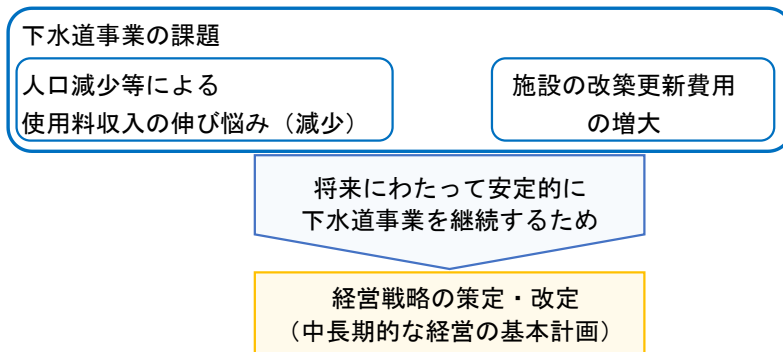 下水道事業の課題
人口減少等による
使用料収入の伸び悩み（減少）
施設の改築更新費用
の増大
将来にわたって安定的に
下水道事業を継続するため
経営戦略の策定・改定
（中長期的な経営の基本計画）